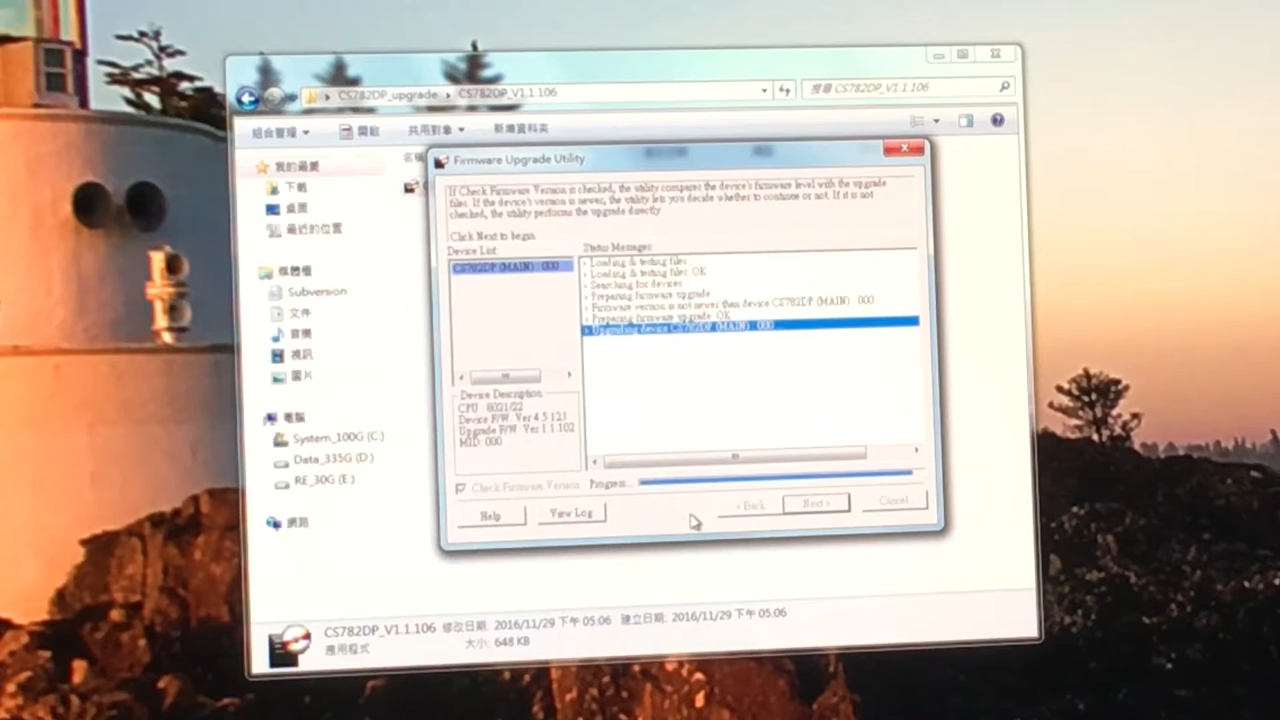 CS782DP_upgrade ▸ CS782DP_V1.1.106
搜尋 CS782DP_V1.1.106
組合管理 開啟 共用對象 新增資料夾
我的最愛
下載
桌面
最近的位置
媒體櫃
Subversion
文件
音樂
視訊
圖片
電腦
System_100G (C:)
Data_335G (D:)
RE_30G (E:)
網路
Firmware Upgrade Utility
If Check Firmware Version is checked, the utility compares the device's firmware level with the upgrade
files. If the device's version is newer, the utility lets you decide whether to continue or not. If it is not
checked, the utility performs the upgrade directly
Click Next to begin.
Device List:
CS782DP (MAIN) : 000
Status Messages:
Loading & testing files
Loading & testing files OK
Searching for devices
Preparing firmware upgrade
Firmware version is not newer than device CS782DP (MAIN) 000
Preparing firmware upgrade OK
Upgrading device CS782DP (MAIN) 000
Device Description
CPU 8021/22
Device F/W: Ver 4.5.123
Upgrade F/W: Ver 1.1.102
MID: 000
Check Firmware Version
Progress...
Help
View Log
< Back
Next >
Cancel
CS782DP_V1.1.106 修改日期: 2016/11/29 下午 05:06 建立日期: 2016/11/29 下午 05:06
應用程式 大小: 648 KB